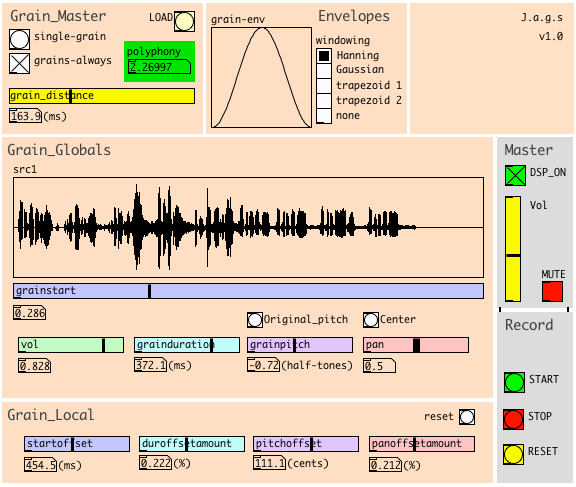 Grain_Master
LOAD
single-grain
grains-always
polyphony
2.26997
grain_distance
163.9(ms)
grain-env
Envelopes
windowing
Hanning
Gaussian
trapezoid 1
trapezoid 2
none
J.a.g.s
v1.0
Grain_Globals
src1
grainstart
0.286
Original_pitch
Center
vol
grainduration
grainpitch
pan
0.828
372.1(ms)
-0.72(half-tones)
0.5
Grain_Local
reset
startoffset
duroffsetamount
pitchoffset
panoffsetamount
454.5(ms)
0.222(%)
111.1(cents)
0.212(%)
Master
DSP_ON
Vol
MUTE
Record
START
STOP
RESET